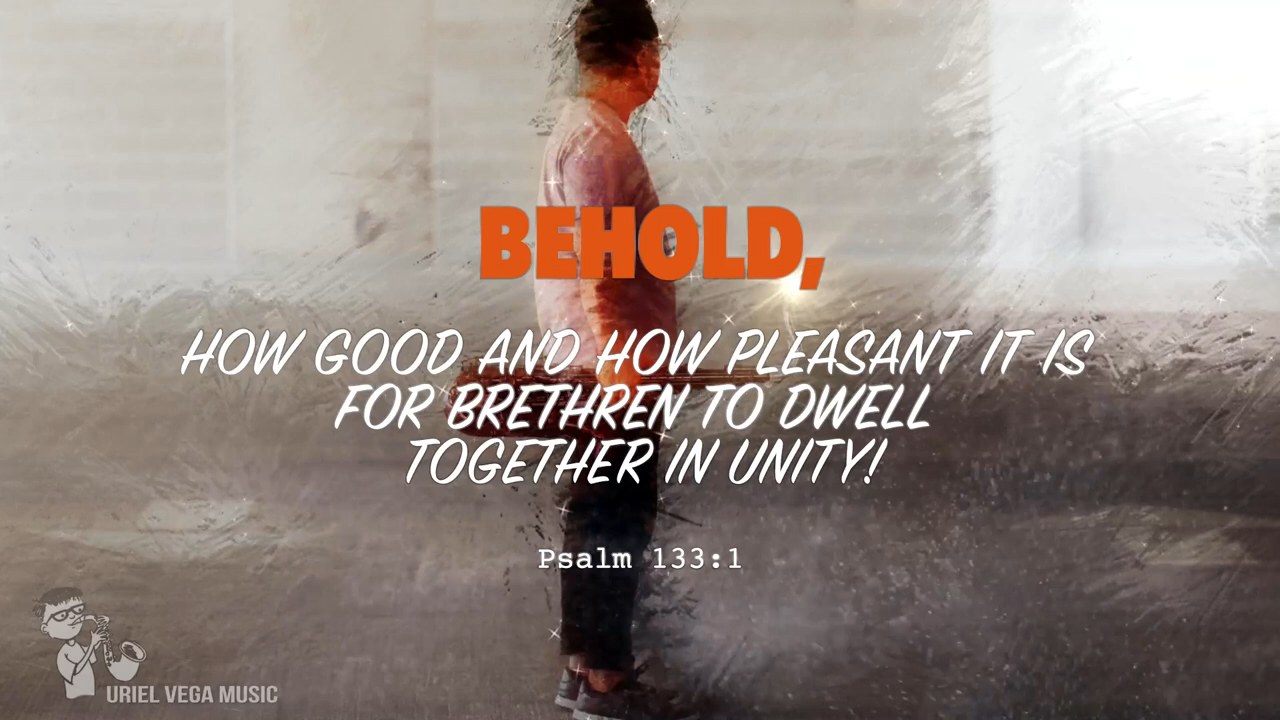 BEHOLD,
HOW GOOD AND HOW PLEASANT IT IS
FOR BRETHREN TO DWELL
TOGETHER IN UNITY!
Psalm 133:1
URIEL VEGA MUSIC